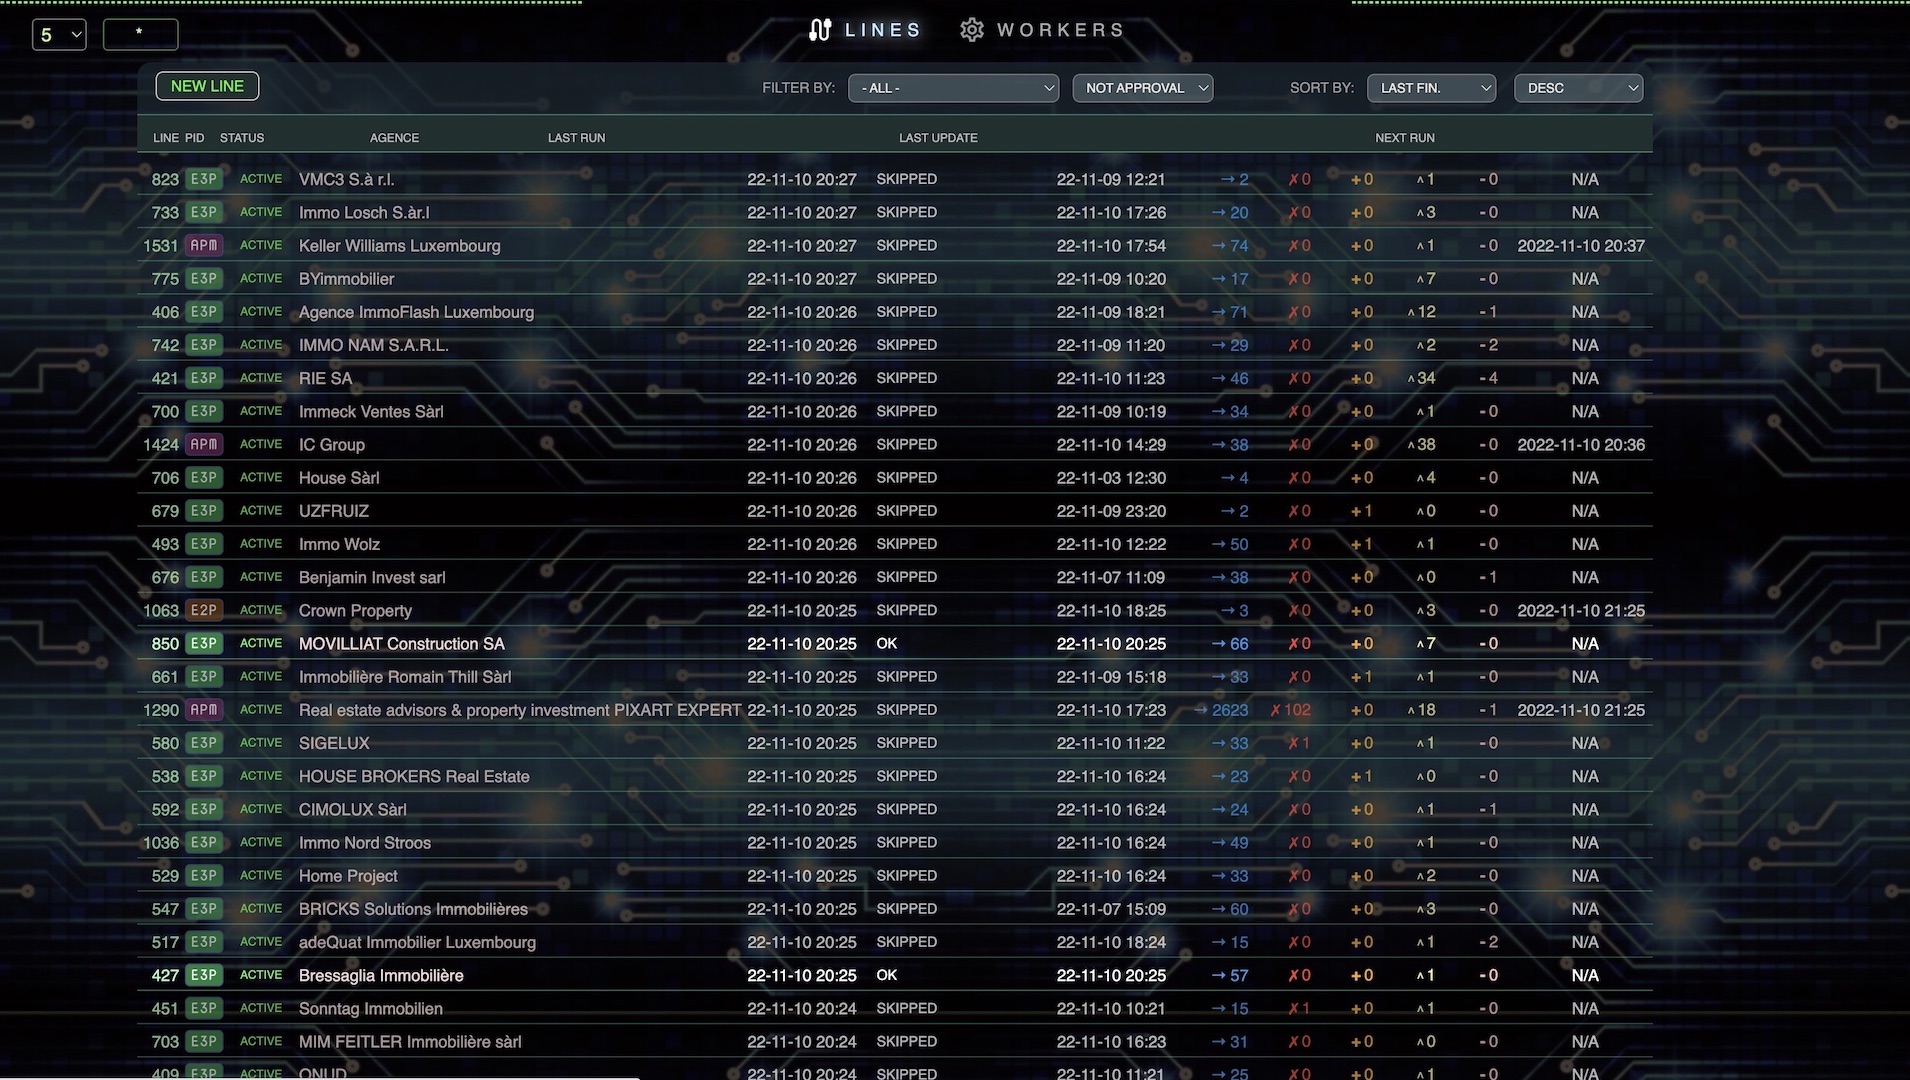 5 *
LINES WORKERS
NEW LINE FILTER BY: - ALL - NOT APPROVAL SORT BY: LAST FIN. DESC
LINE PID STATUS AGENCE LAST RUN LAST UPDATE NEXT RUN
823 E3P ACTIVE VMC3 S.à r.l. 22-11-10 20:27 SKIPPED 22-11-09 12:21 → 2 ✗ 0 + 0 ^ 1 - 0 N/A
733 E3P ACTIVE Immo Losch S.àr.l 22-11-10 20:27 SKIPPED 22-11-10 17:26 → 20 ✗ 0 + 0 ^ 3 - 0 N/A
1531 APM ACTIVE Keller Williams Luxembourg 22-11-10 20:27 SKIPPED 22-11-10 17:54 → 74 ✗ 0 + 0 ^ 1 - 0 2022-11-10 20:37
775 E3P ACTIVE BYimmobilier 22-11-10 20:27 SKIPPED 22-11-09 10:20 → 17 ✗ 0 + 0 ^ 7 - 0 N/A
406 E3P ACTIVE Agence ImmoFlash Luxembourg 22-11-10 20:26 SKIPPED 22-11-09 18:21 → 71 ✗ 0 + 0 ^ 12 - 1 N/A
742 E3P ACTIVE IMMO NAM S.A.R.L. 22-11-10 20:26 SKIPPED 22-11-09 11:20 → 29 ✗ 0 + 0 ^ 2 - 2 N/A
421 E3P ACTIVE RIE SA 22-11-10 20:26 SKIPPED 22-11-10 11:23 → 46 ✗ 0 + 0 ^ 34 - 4 N/A
700 E3P ACTIVE Immeck Ventes Sàrl 22-11-10 20:26 SKIPPED 22-11-09 10:19 → 34 ✗ 0 + 0 ^ 1 - 0 N/A
1424 APM ACTIVE IC Group 22-11-10 20:26 SKIPPED 22-11-10 14:29 → 38 ✗ 0 + 0 ^ 38 - 0 2022-11-10 20:36
706 E3P ACTIVE House Sàrl 22-11-10 20:26 SKIPPED 22-11-03 12:30 → 4 ✗ 0 + 0 ^ 4 - 0 N/A
679 E3P ACTIVE UZFRUIZ 22-11-10 20:26 SKIPPED 22-11-09 23:20 → 2 ✗ 0 + 1 ^ 0 - 0 N/A
493 E3P ACTIVE Immo Wolz 22-11-10 20:26 SKIPPED 22-11-10 12:22 → 50 ✗ 0 + 1 ^ 1 - 0 N/A
676 E3P ACTIVE Benjamin Invest sarl 22-11-10 20:26 SKIPPED 22-11-07 11:09 → 38 ✗ 0 + 0 ^ 0 - 1 N/A
1063 E2P ACTIVE Crown Property 22-11-10 20:25 SKIPPED 22-11-10 18:25 → 3 ✗ 0 + 0 ^ 3 - 0 2022-11-10 21:25
850 E3P ACTIVE MOVILLIAT Construction SA 22-11-10 20:25 OK 22-11-10 20:25 → 66 ✗ 0 + 0 ^ 7 - 0 N/A
661 E3P ACTIVE Immobilière Romain Thill Sàrl 22-11-10 20:25 SKIPPED 22-11-09 15:18 → 33 ✗ 0 + 1 ^ 1 - 0 N/A
1290 APM ACTIVE Real estate advisors & property investment PIXART EXPERT 22-11-10 20:25 SKIPPED 22-11-10 17:23 → 2623 ✗ 102 + 0 ^ 18 - 1 2022-11-10 21:25
580 E3P ACTIVE SIGELUX 22-11-10 20:25 SKIPPED 22-11-10 11:22 → 33 ✗ 1 + 0 ^ 1 - 0 N/A
538 E3P ACTIVE HOUSE BROKERS Real Estate 22-11-10 20:25 SKIPPED 22-11-10 16:24 → 23 ✗ 0 + 1 ^ 0 - 0 N/A
592 E3P ACTIVE CIMOLUX Sàrl 22-11-10 20:25 SKIPPED 22-11-10 16:24 → 24 ✗ 0 + 0 ^ 1 - 1 N/A
1036 E3P ACTIVE Immo Nord Stroos 22-11-10 20:25 SKIPPED 22-11-10 16:24 → 49 ✗ 0 + 0 ^ 1 - 0 N/A
529 E3P ACTIVE Home Project 22-11-10 20:25 SKIPPED 22-11-10 16:24 → 33 ✗ 0 + 0 ^ 2 - 0 N/A
547 E3P ACTIVE BRICKS Solutions Immobilières 22-11-10 20:25 SKIPPED 22-11-07 15:09 → 60 ✗ 0 + 0 ^ 3 - 0 N/A
517 E3P ACTIVE adeQuat Immobilier Luxembourg 22-11-10 20:25 SKIPPED 22-11-10 18:24 → 15 ✗ 0 + 0 ^ 1 - 2 N/A
427 E3P ACTIVE Bressaglia Immobilière 22-11-10 20:25 OK 22-11-10 20:25 → 57 ✗ 0 + 0 ^ 1 - 0 N/A
451 E3P ACTIVE Sonntag Immobilien 22-11-10 20:24 SKIPPED 22-11-10 10:21 → 15 ✗ 1 + 0 ^ 1 - 0 N/A
703 E3P ACTIVE MIM FEITLER Immobilière sàrl 22-11-10 20:24 SKIPPED 22-11-10 16:23 → 31 ✗ 0 + 0 ^ 0 - 0 N/A
409 E3P ACTIVE 22-11-10 20:24 SKIPPED 22-11-10 11:21 → 25 ✗ 0 + 0 ^ 1 - 0 N/A